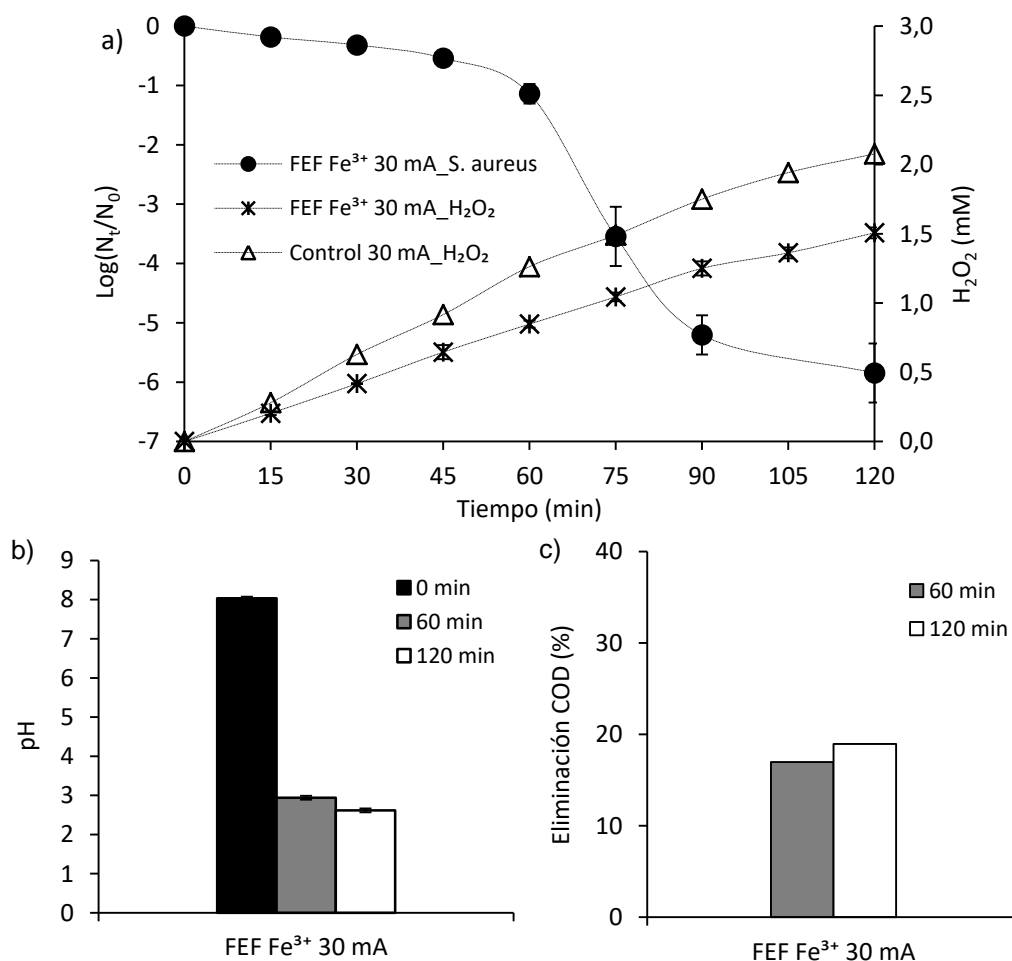 a)
0
-1
-2
-3
-4
-5
-6
-7
Log(Nₜ/N₀)
FEF Fe³⁺ 30 mA_S. aureus
FEF Fe³⁺ 30 mA_H₂O₂
Control 30 mA_H₂O₂
3,0
2,5
2,0
1,5
1,0
0,5
0,0
H₂O₂ (mM)
0 15 30 45 60 75 90 105 120
Tiempo (min)
b)
9
8
7
6
5
4
3
2
1
0
pH
0 min
60 min
120 min
FEF Fe³⁺ 30 mA
c)
40
30
20
10
0
Eliminación COD (%)
60 min
120 min
FEF Fe³⁺ 30 mA